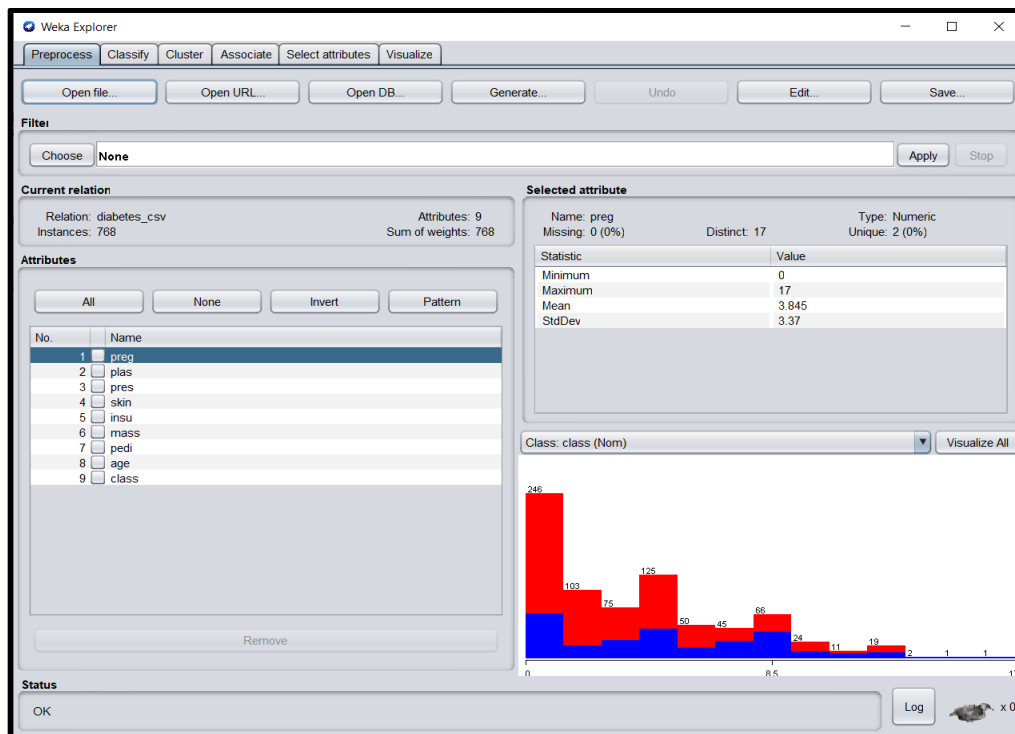 Weka Explorer
Preprocess Classify Cluster Associate Select attributes Visualize
Open file... Open URL... Open DB... Generate... Undo Edit... Save...
Filter
Choose None Apply Stop
Current relation
Relation: diabetes_csv Attributes: 9
Instances: 768 Sum of weights: 768
Attributes
All None Invert Pattern
No. Name
1 preg
2 plas
3 pres
4 skin
5 insu
6 mass
7 pedi
8 age
9 class
Remove
Selected attribute
Name: preg Type: Numeric
Missing: 0 (0%) Distinct: 17 Unique: 2 (0%)
Statistic Value
Minimum 0
Maximum 17
Mean 3.845
StdDev 3.37
Class: class (Nom) Visualize All
246
103
75
125
50
45
66
24
11
19
2
1
1
0 8.5
Status
OK
Log x 0